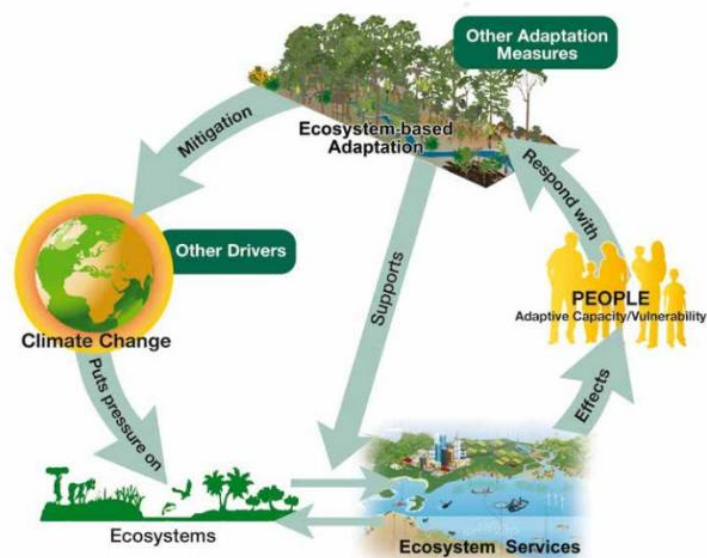 Other Adaptation
Measures
Ecosystem-based
Adaptation
Mitigation
Respond with
Other Drivers
Supports
PEOPLE
Adaptive Capacity/Vulnerability
Climate Change
Puts pressure on
Effects
Ecosystems
Ecosystem Services